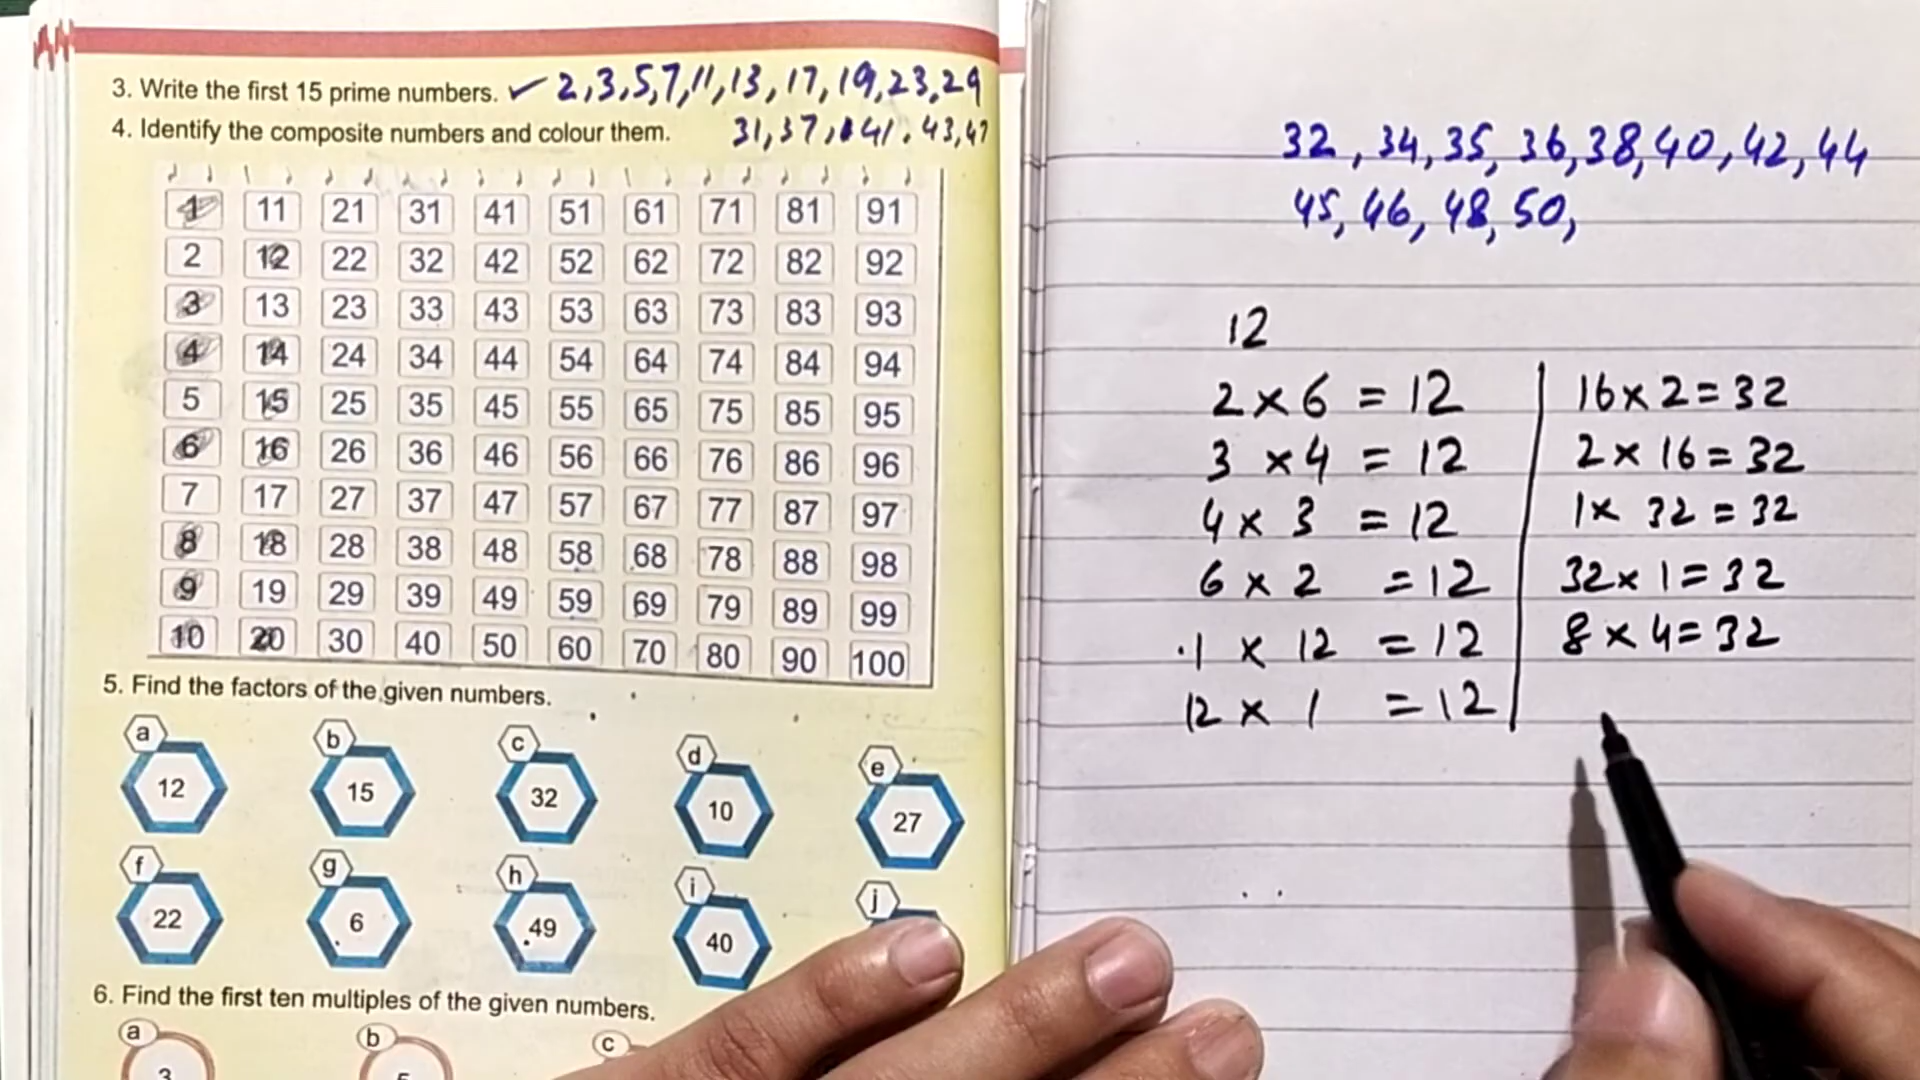 3. Write the first 15 prime numbers. ✓ 2,3,5,7,11,13,17,19,23,29
4. Identify the composite numbers and colour them. 31,37,41,43,47
1 11 21 31 41 51 61 71 81 91
2 12 22 32 42 52 62 72 82 92
3 13 23 33 43 53 63 73 83 93
4 14 24 34 44 54 64 74 84 94
5 15 25 35 45 55 65 75 85 95
6 16 26 36 46 56 66 76 86 96
7 17 27 37 47 57 67 77 87 97
8 18 28 38 48 58 68 78 88 98
9 19 29 39 49 59 69 79 89 99
10 20 30 40 50 60 70 80 90 100
5. Find the factors of the given numbers.
a b c d e
12 15 32 10 27
f g h i j
22 6 49 40
6. Find the first ten multiples of the given numbers.
a b c
3 5
32, 34, 35, 36, 38, 40, 42, 44
45, 46, 48, 50,
12
2 × 6 = 12
3 × 4 = 12
4 × 3 = 12
6 × 2 = 12
1 × 12 = 12
12 × 1 = 12
16 × 2 = 32
2 × 16 = 32
1 × 32 = 32
32 × 1 = 32
8 × 4 = 32